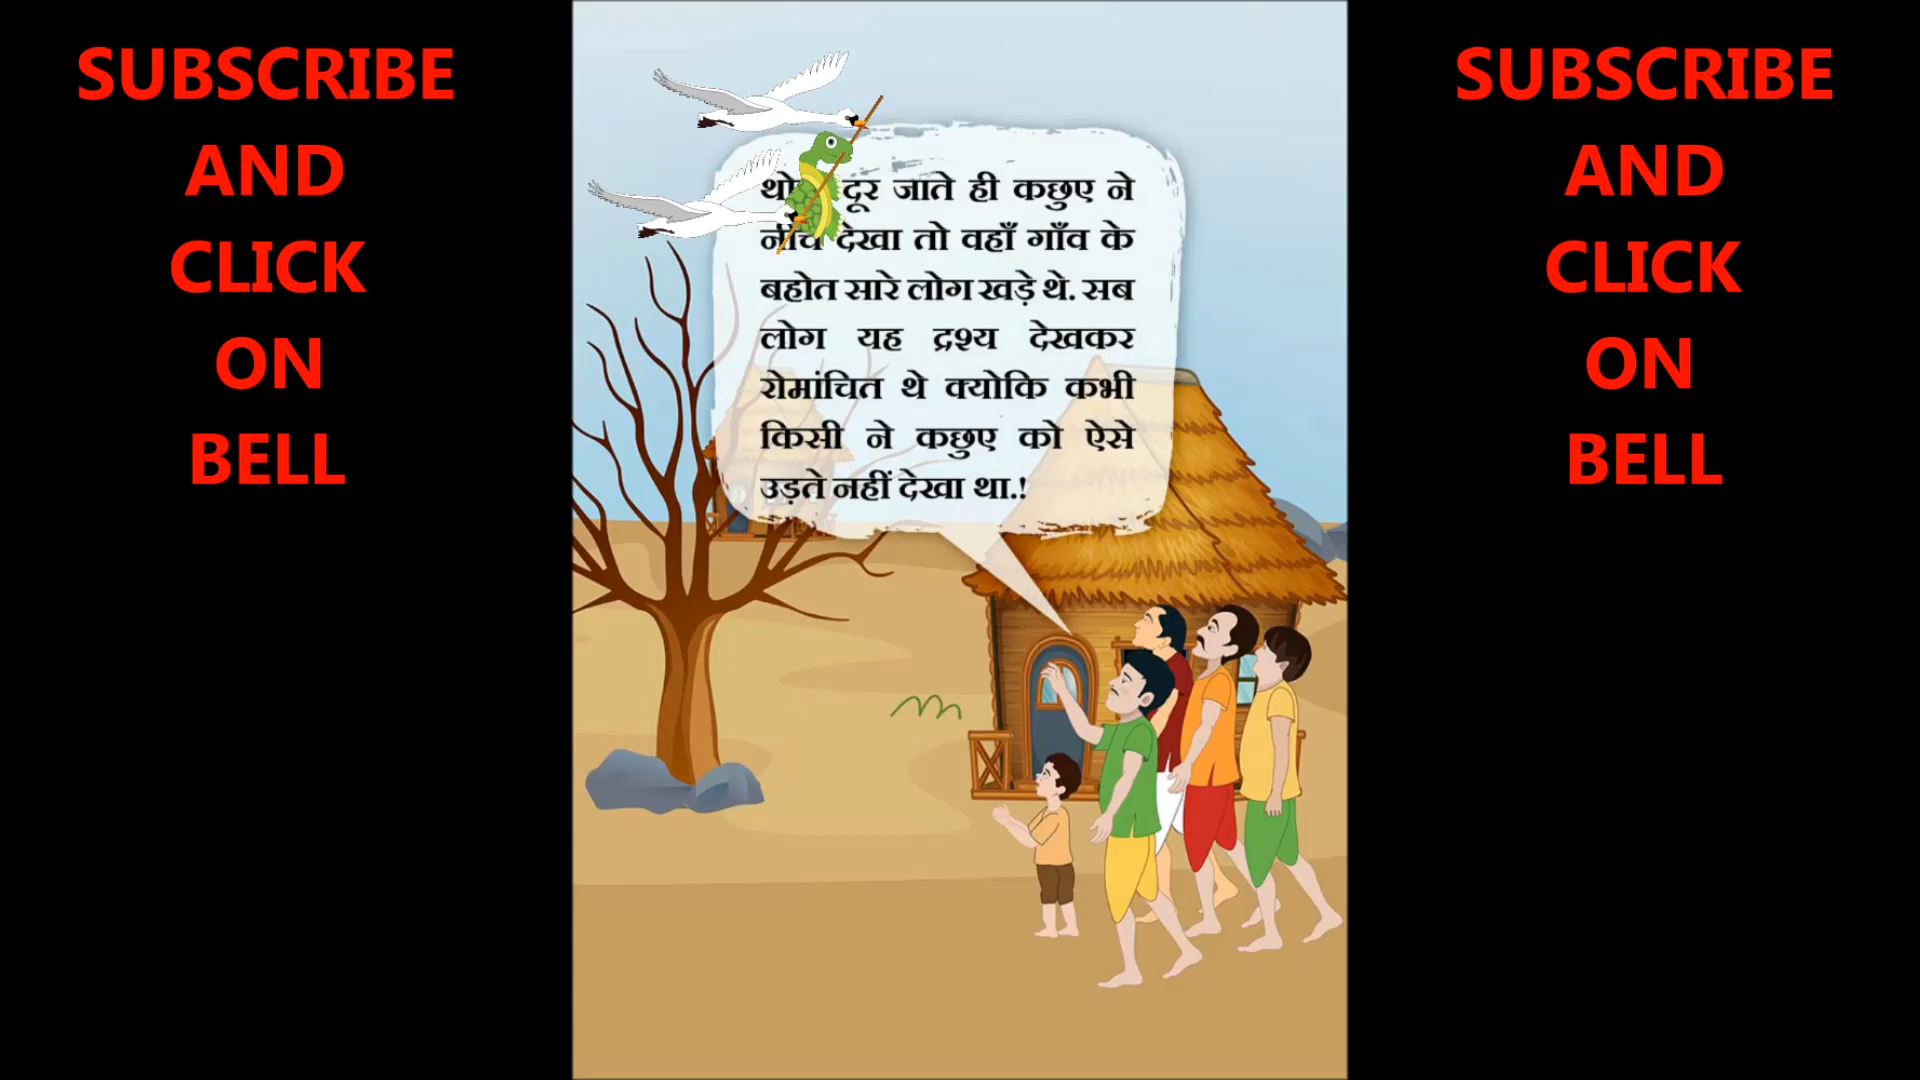 SUBSCRIBE
AND
CLICK
ON
BELL
दूर जाते ही कछुए ने
देखा तो वहाँ गाँव के
बहोत सारे लोग खड़े थे. सब
लोग यह द्रश्य देखकर
रोमांचित थे क्योकि कभी
किसी ने कछुए को ऐसे
उड़ते नहीं देखा था.!
SUBSCRIBE
AND
CLICK
ON
BELL